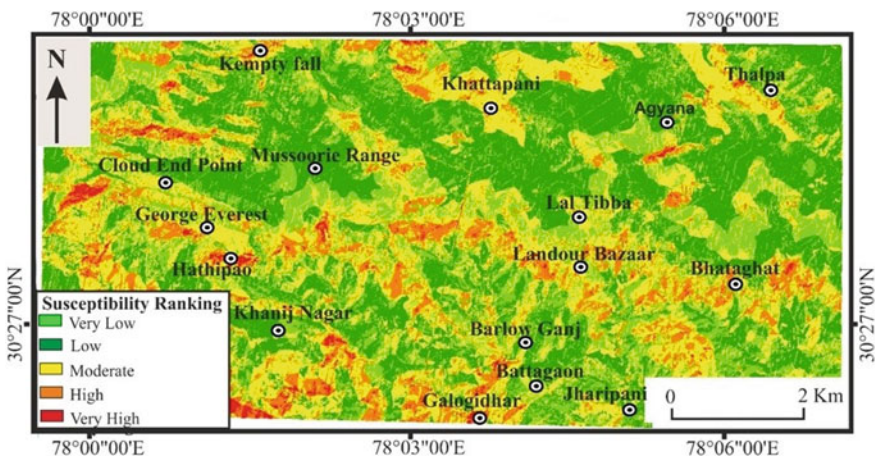 78°00"00"E 78°03"00"E 78°06"00"E
N
Kempty fall
Khattapani
Thalpa
Agyana
Mussoorie Range
Cloud End Point
Lal Tibba
George Everest
Landour Bazaar
Hathipao
Bhataghat
30°27"00"N
30°27"00"N
Susceptibility Ranking
Very Low
Low
Moderate
High
Very High
Khanij Nagar
Barlow Ganj
Battagaon
Galogidhar
Jharipani
0 2 Km
78°00"00"E 78°03"00"E 78°06"00"E